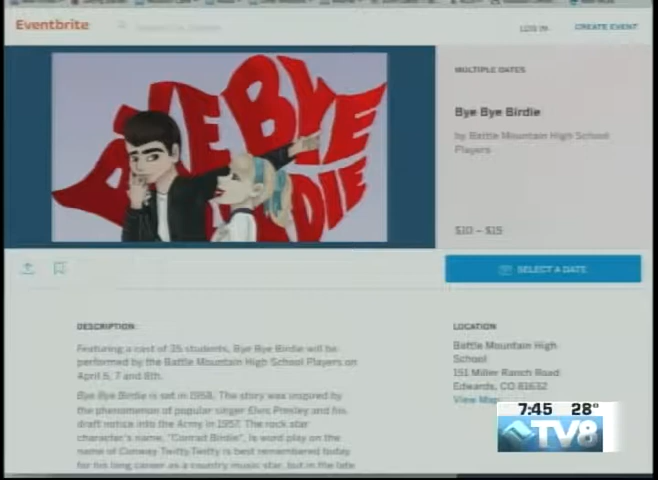 Eventbrite
LOG IN
CREATE EVENT
MULTIPLE DATES
BYE BYE
BIRDIE
Bye Bye Birdie
by Battle Mountain High School
Players
$10 – $15
SELECT A DATE
DESCRIPTION:
LOCATION
Featuring a cast of 35 students, Bye Bye Birdie will be
performed by the Battle Mountain High School Players on
April 5, 7 and 8th.
Bye Bye Birdie is set in 1958. The story was inspired by
the phenomenon of popular singer Elvis Presley and his
draft notice into the Army in 1957. The rock star
character's name, "Conrad Birdie", is word play on the
name of Conway Twitty. Twitty is best remembered today
for his long career as a country music star, but in the late
Battle Mountain High
School
151 Miller Ranch Road
Edwards, CO 81632
View Map
7:45 28°
TV8